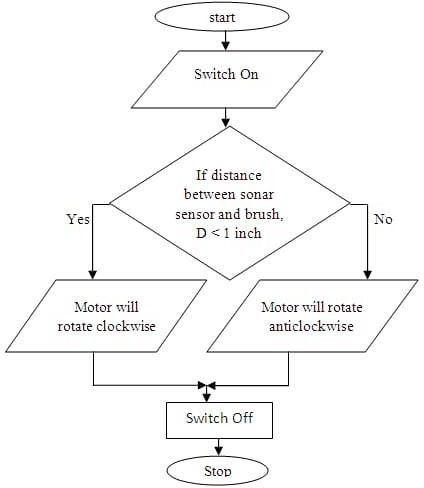 start
Switch On
If distance
between sonar
sensor and brush,
D < 1 inch
Yes
No
Motor will
rotate clockwise
Motor will rotate
anticlockwise
Switch Off
Stop